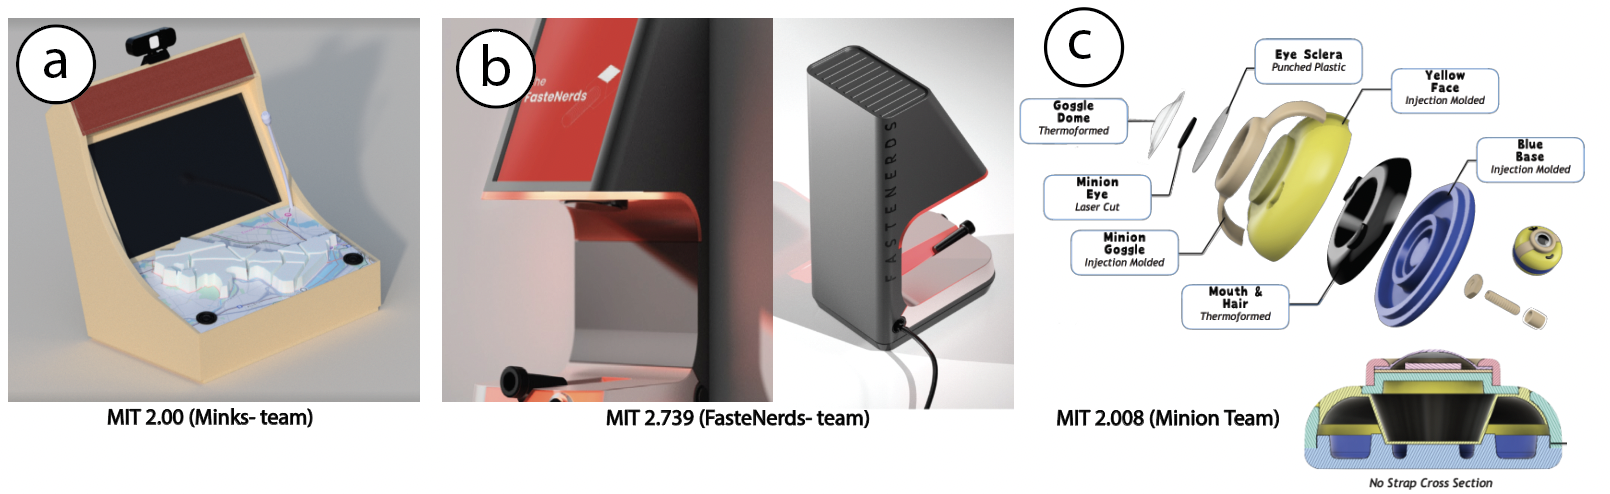 a
b
c
he
FasteNerds
FASTENERDS
Eye Sclera
Punched Plastic
Yellow
Face
Injection Molded
Goggle
Dome
Thermoformed
Blue
Base
Injection Molded
Minion
Eye
Laser Cut
Minion
Goggle
Injection Molded
Mouth &
Hair
Thermoformed
MIT 2.00 (Minks- team)
MIT 2.739 (FasteNerds- team)
MIT 2.008 (Minion Team)
No Strap Cross Section